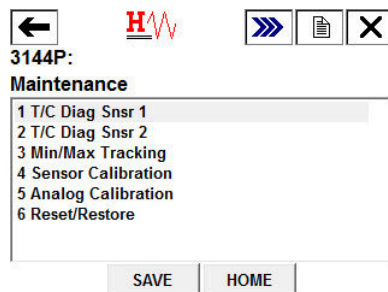 H
3144P:
Maintenance
1 T/C Diag Snsr 1
2 T/C Diag Snsr 2
3 Min/Max Tracking
4 Sensor Calibration
5 Analog Calibration
6 Reset/Restore
SAVE HOME